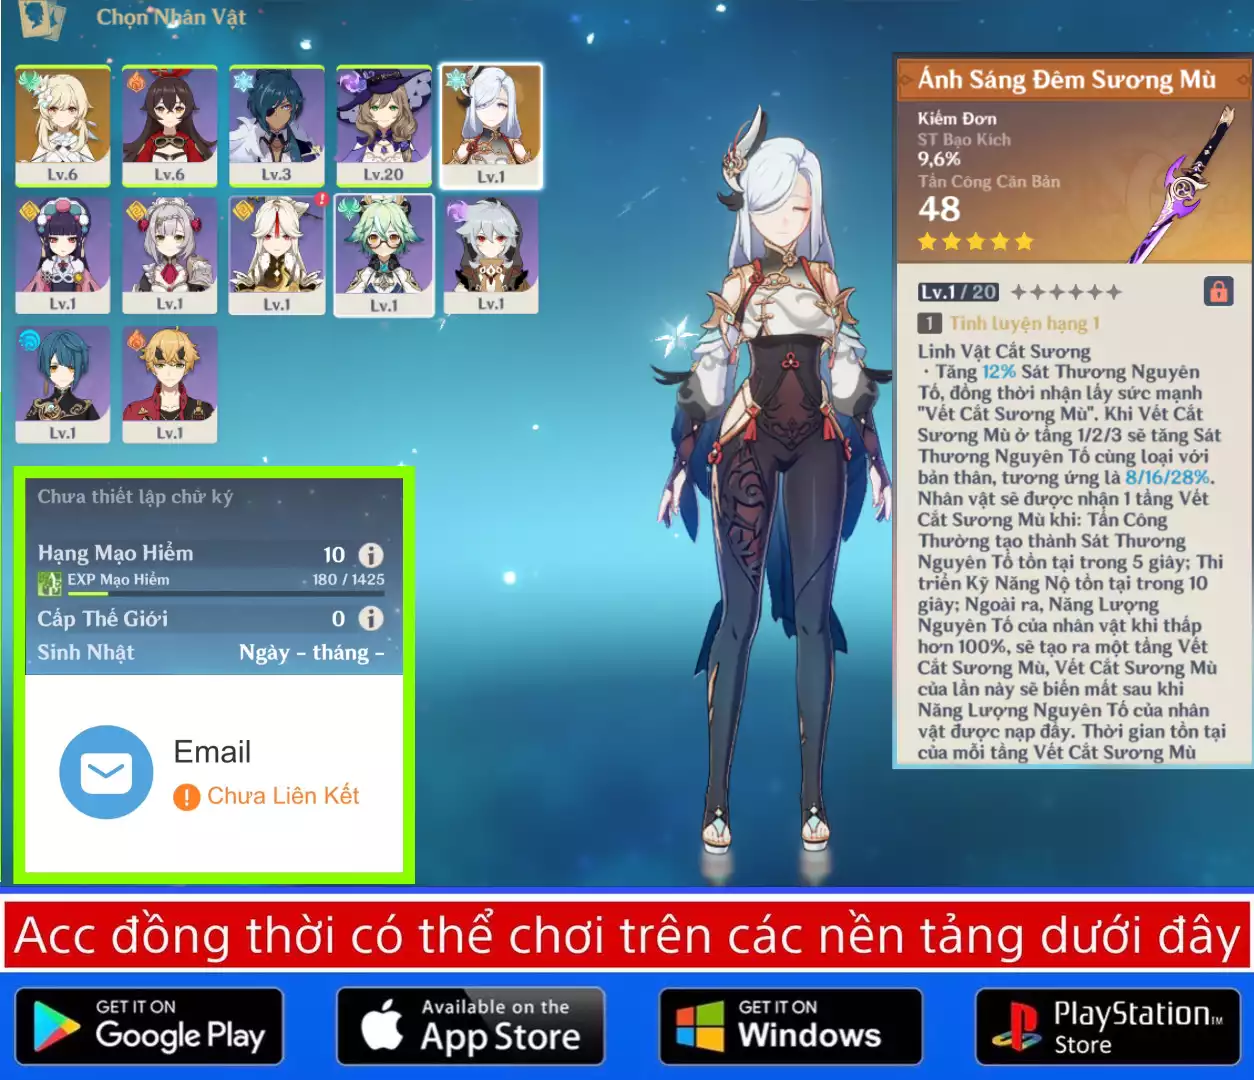 Chọn Nhân Vật
Lv.6
Lv.6
Lv.3
Lv.20
Lv.1
Lv.1
Lv.1
Lv.1
Lv.1
Lv.1
Lv.1
Lv.1
Chưa thiết lập chữ ký
Hạng Mạo Hiểm 10
EXP Mạo Hiểm 180 / 1425
Cấp Thế Giới 0
Sinh Nhật Ngày - tháng -
Email
Chưa Liên Kết
Ánh Sáng Đêm Sương Mù
Kiếm Đơn
ST Bạo Kích
9,6%
Tấn Công Căn Bản
48
Lv.1 / 20
1 Tinh luyện hạng 1
Linh Vật Cắt Sương
· Tăng 12% Sát Thương Nguyên
Tố, đồng thời nhận lấy sức mạnh
"Vết Cắt Sương Mù". Khi Vết Cắt
Sương Mù ở tầng 1/2/3 sẽ tăng Sát
Thương Nguyên Tố cùng loại với
bản thân, tương ứng là 8/16/28%.
Nhân vật sẽ được nhận 1 tầng Vết
Cắt Sương Mù khi: Tấn Công
Thường tạo thành Sát Thương
Nguyên Tố tồn tại trong 5 giây; Thi
triển Kỹ Năng Nộ tồn tại trong 10
giây; Ngoài ra, Năng Lượng
Nguyên Tố của nhân vật khi thấp
hơn 100%, sẽ tạo ra một tầng Vết
Cắt Sương Mù, Vết Cắt Sương Mù
của lần này sẽ biến mất sau khi
Năng Lượng Nguyên Tố của nhân
vật được nạp đầy. Thời gian tồn tại
của mỗi tầng Vết Cắt Sương Mù
Acc đồng thời có thể chơi trên các nền tảng dưới đây
GET IT ON
Google Play
Available on the
App Store
GET IT ON
Windows
PlayStation™
Store